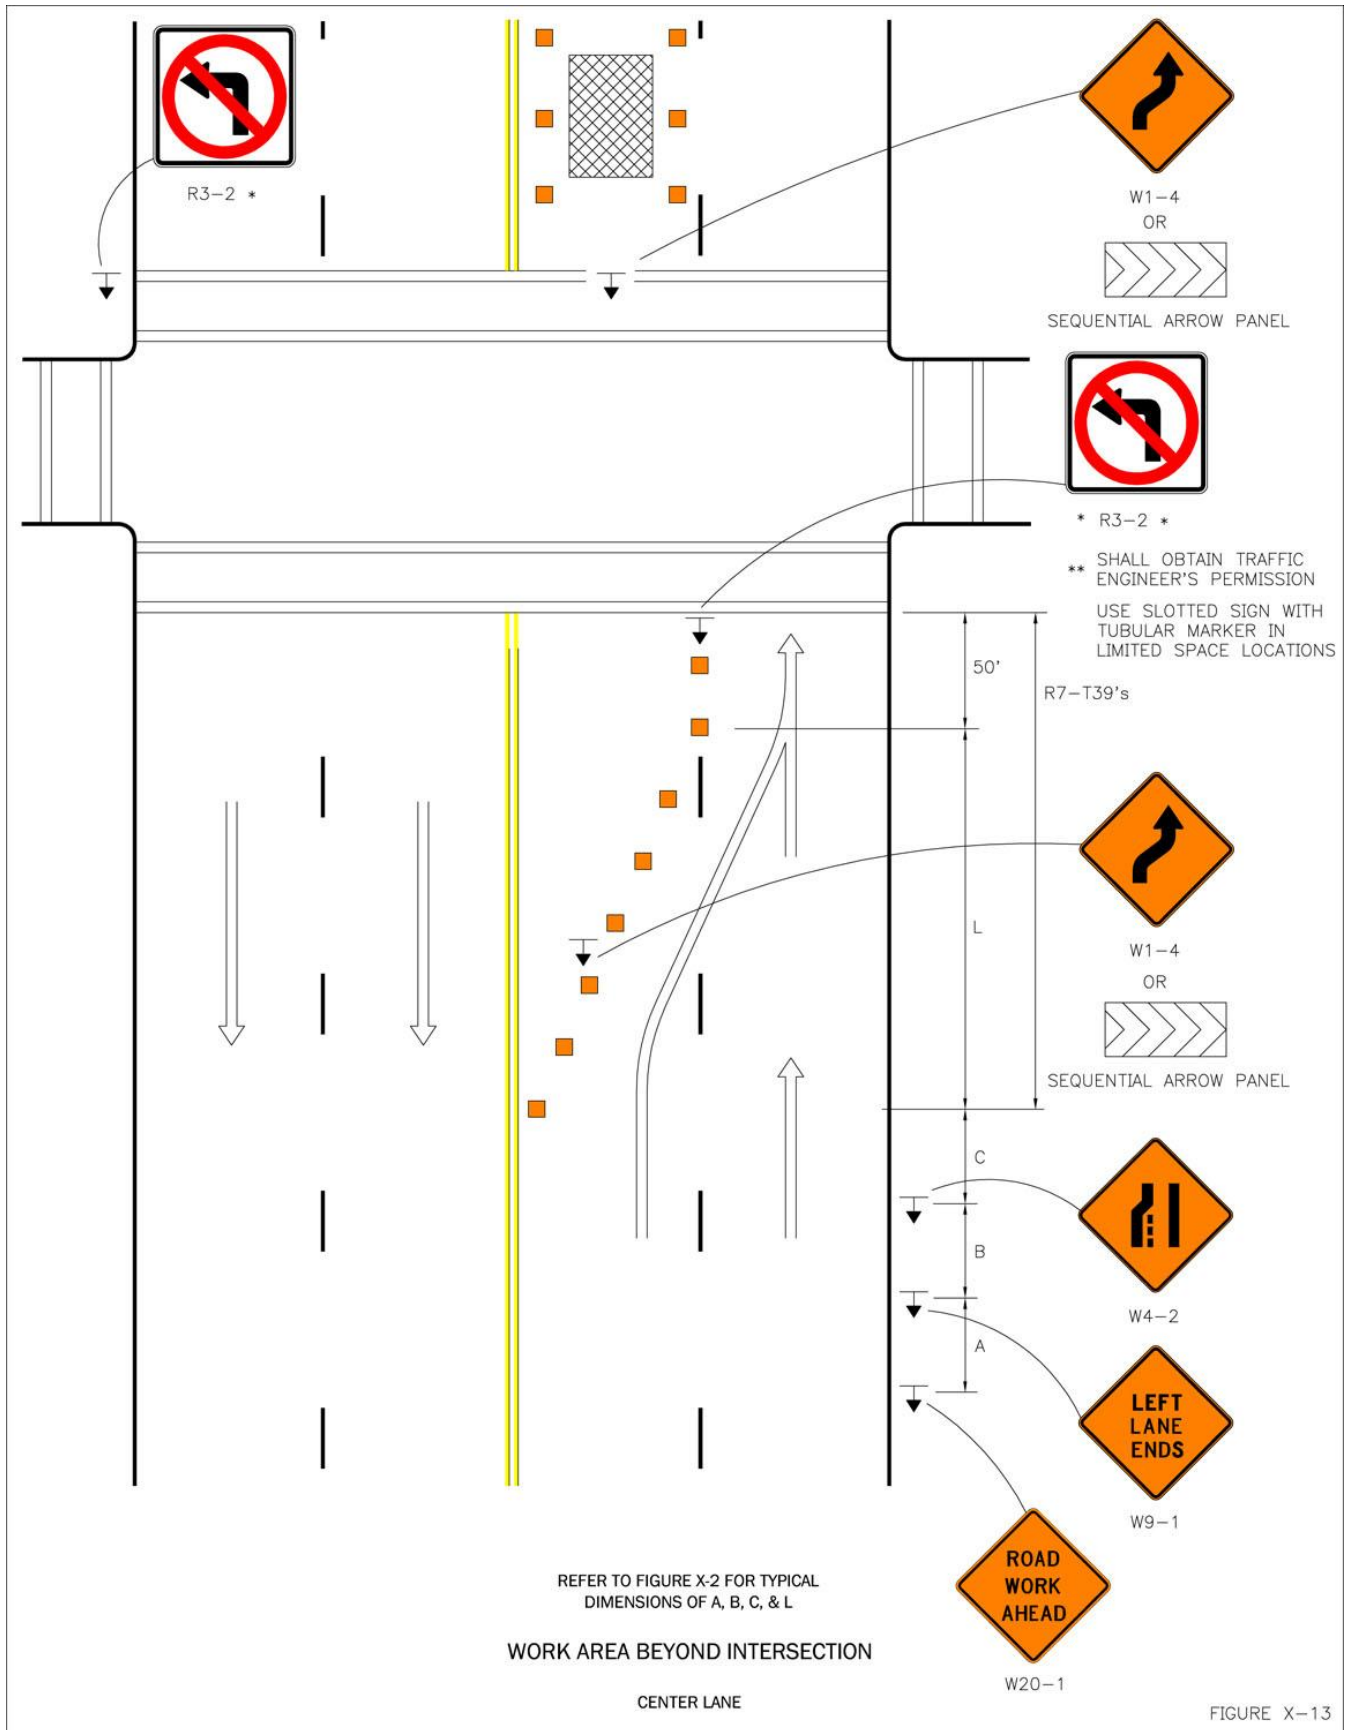 R3-2 *
W1-4
OR
SEQUENTIAL ARROW PANEL
* R3-2 *
** SHALL OBTAIN TRAFFIC
ENGINEER'S PERMISSION
USE SLOTTED SIGN WITH
TUBULAR MARKER IN
LIMITED SPACE LOCATIONS
50'
R7-T39's
L
W1-4
OR
SEQUENTIAL ARROW PANEL
C
B
W4-2
A
LEFT
LANE
ENDS
W9-1
ROAD
WORK
AHEAD
W20-1
REFER TO FIGURE X-2 FOR TYPICAL
DIMENSIONS OF A, B, C, & L
WORK AREA BEYOND INTERSECTION
CENTER LANE
FIGURE X-13